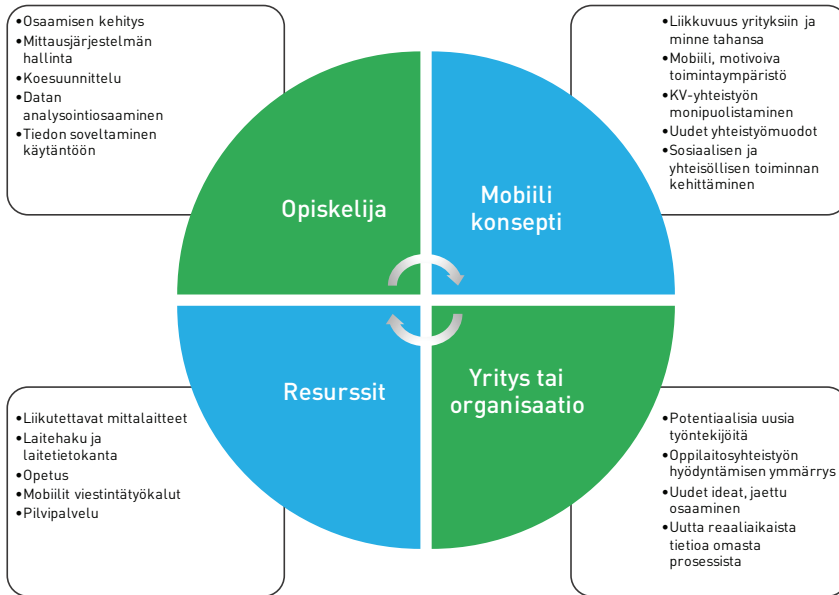 •Osaamisen kehitys
•Mittausjärjestelmän
hallinta
•Koesuunnittelu
•Datan
analysointiosaaminen
•Tiedon soveltaminen
käytäntöön
•Liikkuvuus yrityksiin ja
minne tahansa
•Mobiili, motivoiva
toimintaympäristö
•KV-yhteistyön
monipuolistaminen
•Uudet yhteistyömuodot
•Sosiaalisen ja
yhteisöllisen toiminnan
kehittäminen
Opiskelija
Mobiili
konsepti
Resurssit
Yritys tai
organisaatio
•Liikutettavat mittalaitteet
•Laitehaku ja
laitetietokanta
•Opetus
•Mobiilit viestintätyökalut
•Pilvipalvelu
•Potentiaalisia uusia
työntekijöitä
•Oppilaitosyhteistyön
hyödyntämisen ymmärrys
•Uudet ideat, jaettu
osaaminen
•Uutta reaaliaikaista
tietoa omasta
prosessista